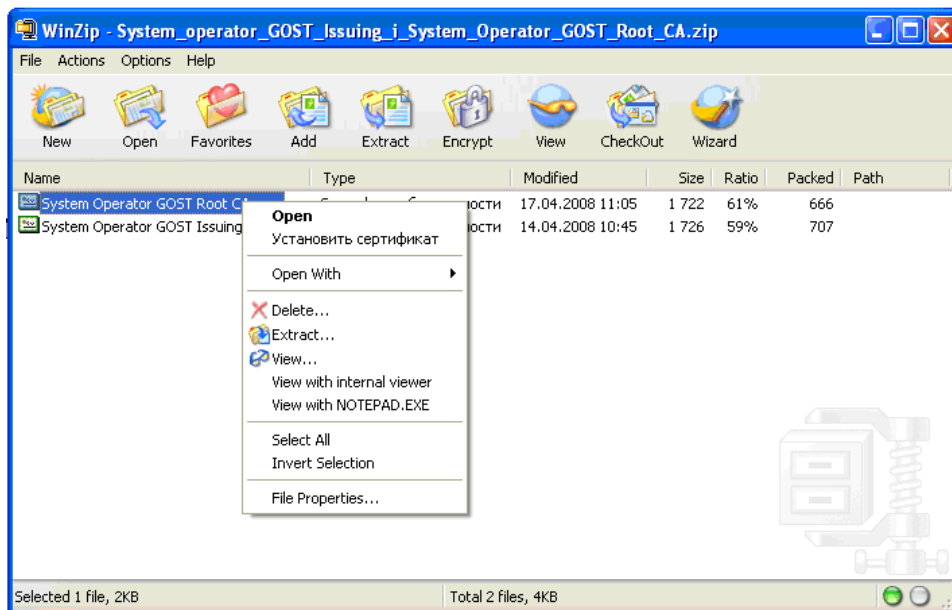 WinZip - System_operator_GOST_Issuing_i_System_Operator_GOST_Root_CA.zip
File Actions Options Help
New Open Favorites Add Extract Encrypt View CheckOut Wizard
Name Type Modified Size Ratio Packed Path
System Operator GOST Root 17.04.2008 11:05 1 722 61% 666
System Operator GOST Issuing 14.04.2008 10:45 1 726 59% 707
Open
Установить сертификат
Open With
Delete...
Extract...
View...
View with internal viewer
View with NOTEPAD.EXE
Select All
Invert Selection
File Properties...
Selected 1 file, 2KB Total 2 files, 4KB